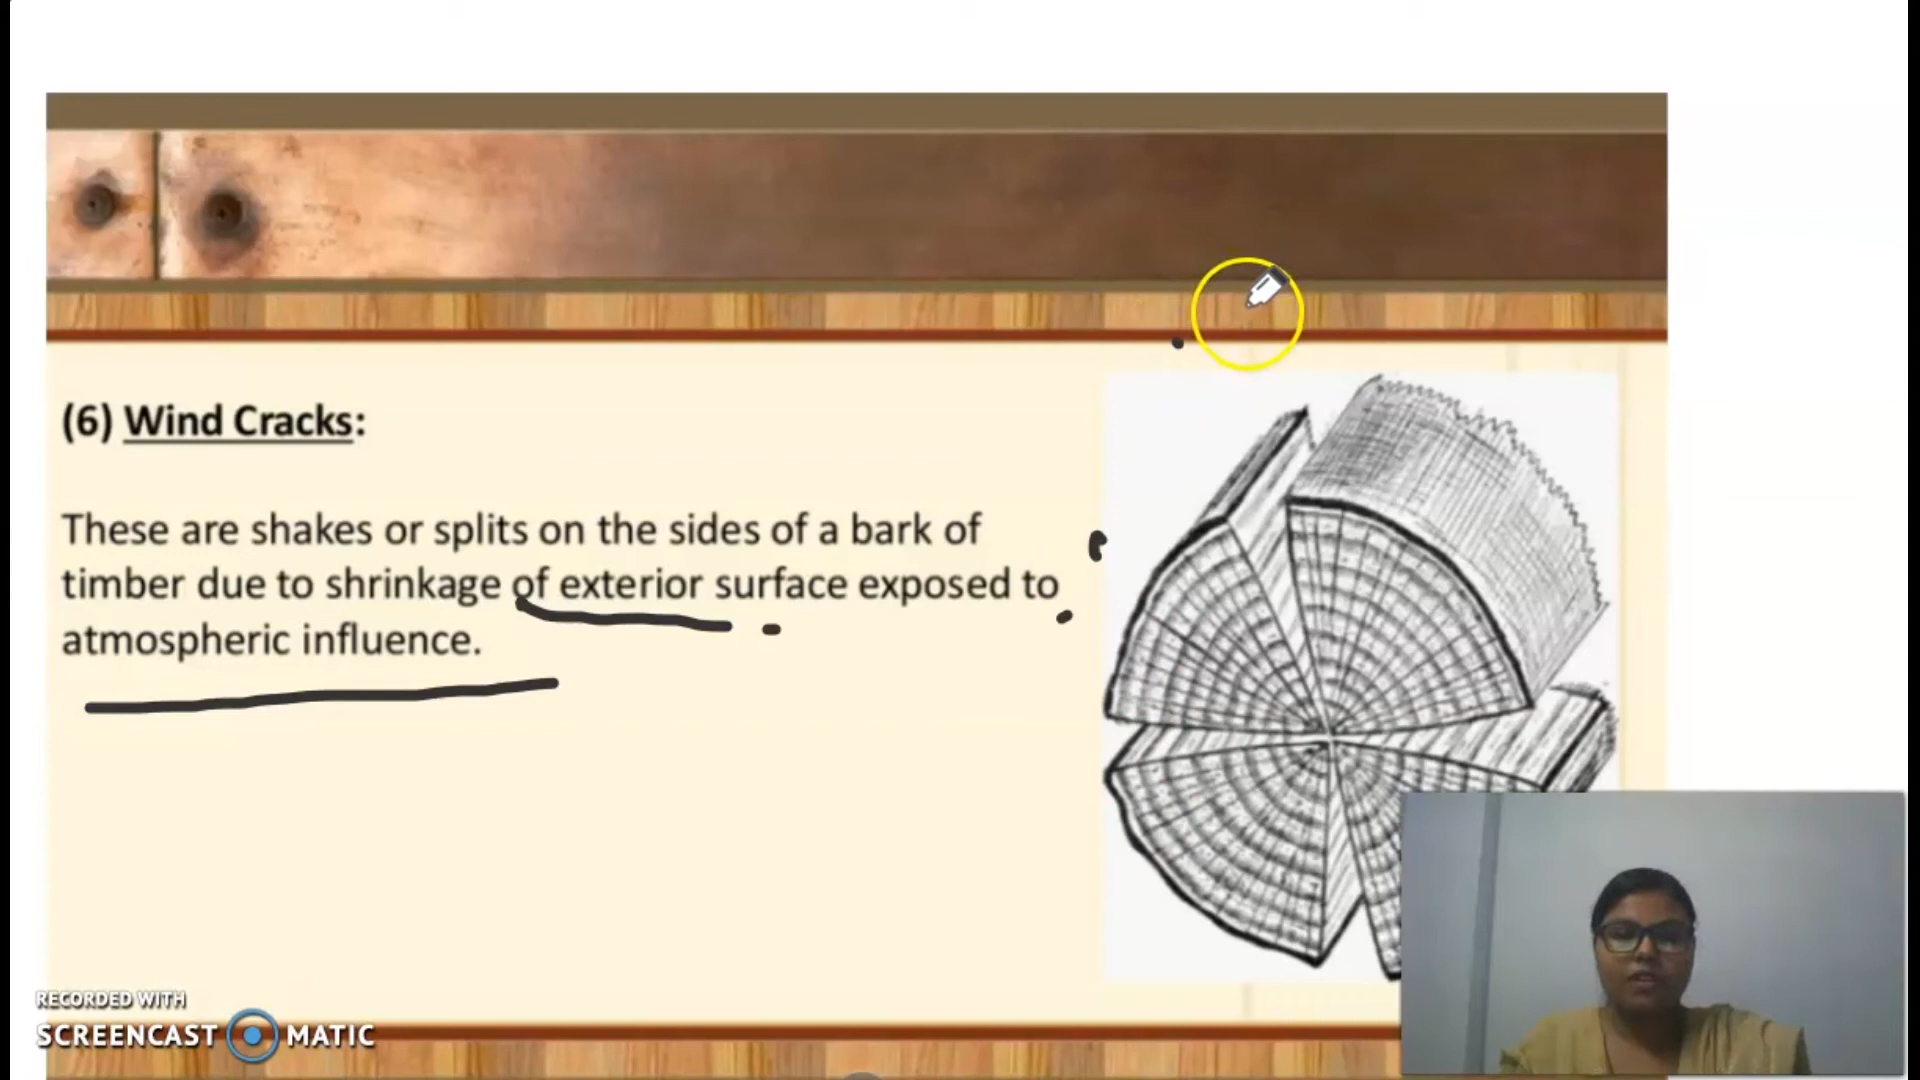 (6) Wind Cracks:
These are shakes or splits on the sides of a bark of
timber due to shrinkage of exterior surface exposed to
atmospheric influence.
RECORDED WITH
SCREENCAST MATIC